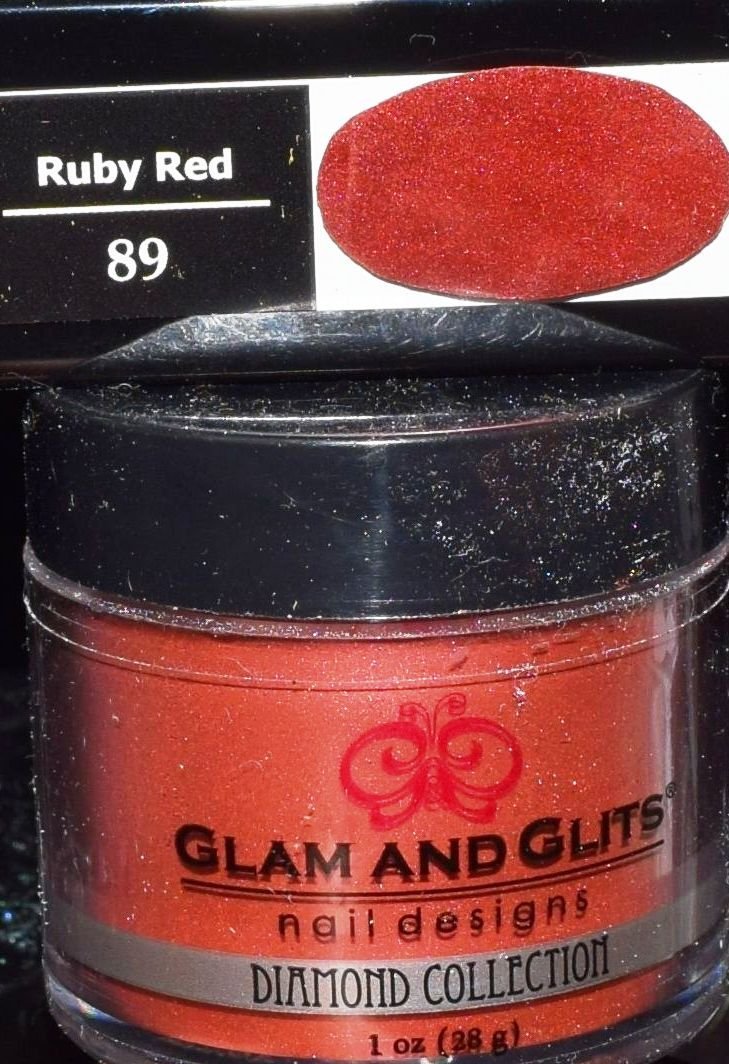 Ruby Red
89
GLAM AND GLITS®
nail designs
DIAMOND COLLECTION
1 oz (28 g)